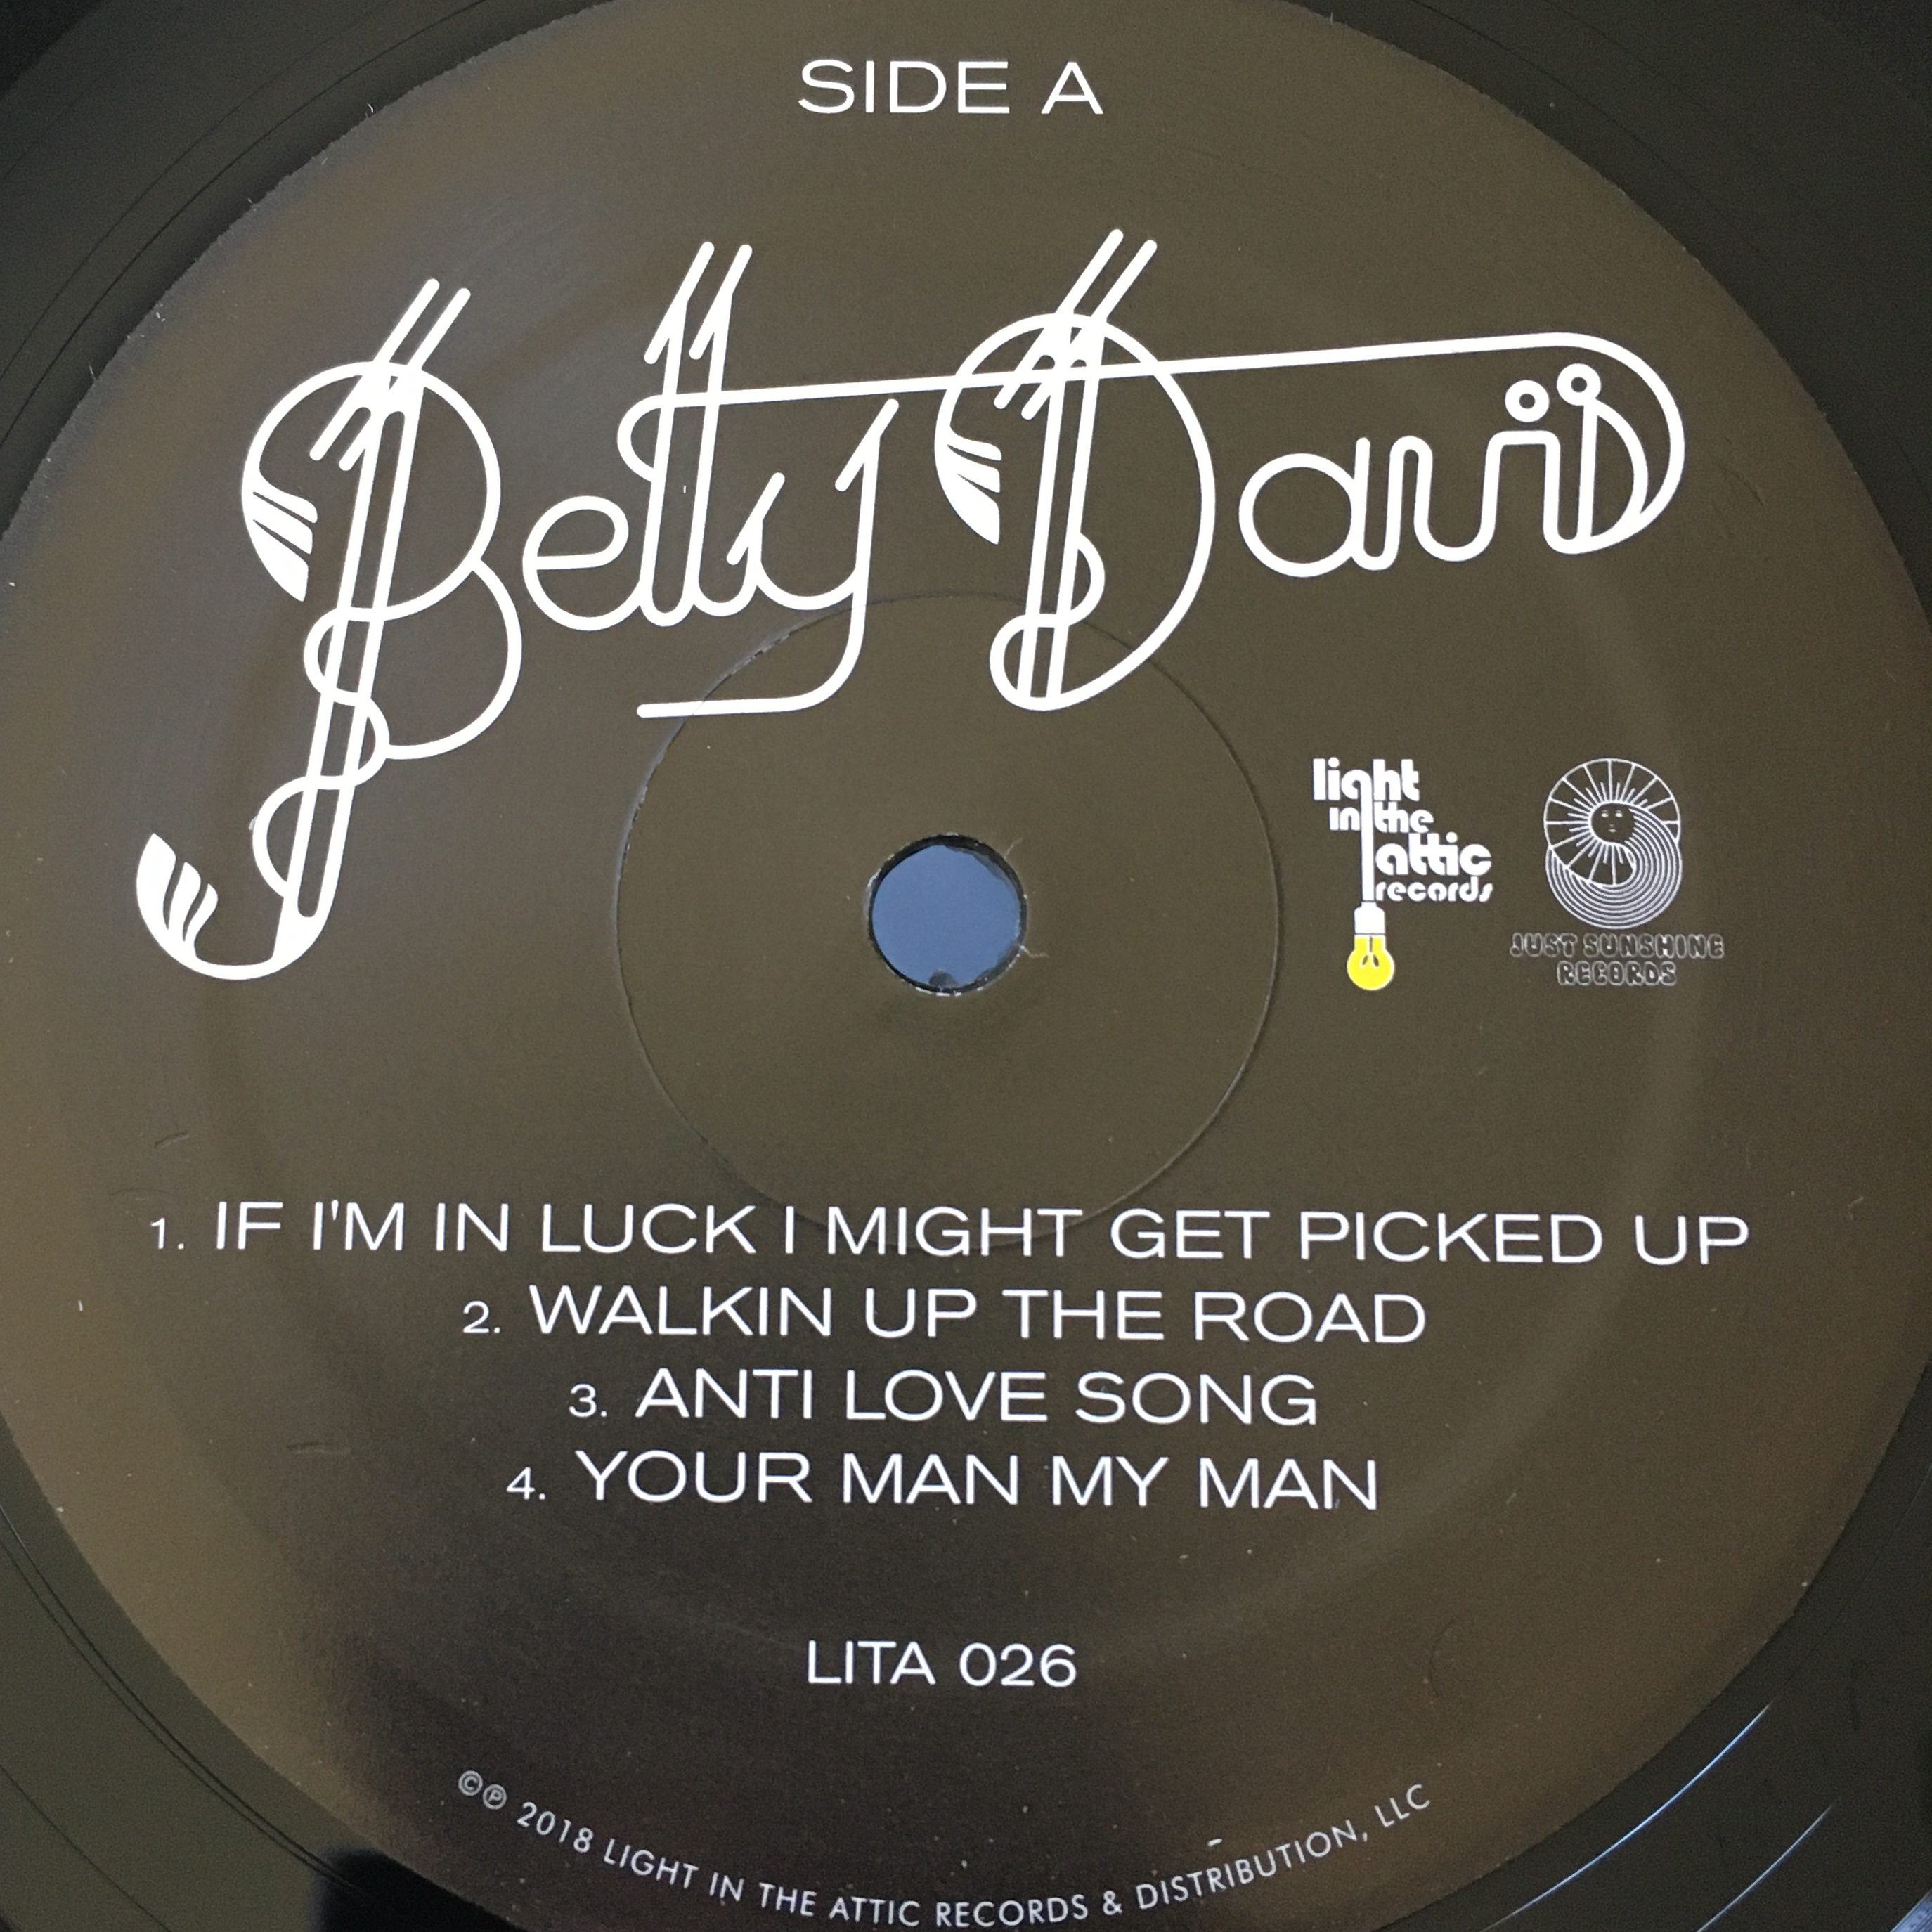 SIDE A
Betty Davis
light
in the
attic
records
JUST SUNSHINE
RECORDS
1. IF I'M IN LUCK I MIGHT GET PICKED UP
2. WALKIN UP THE ROAD
3. ANTI LOVE SONG
4. YOUR MAN MY MAN
LITA 026
©℗ 2018 LIGHT IN THE ATTIC RECORDS & DISTRIBUTION, LLC